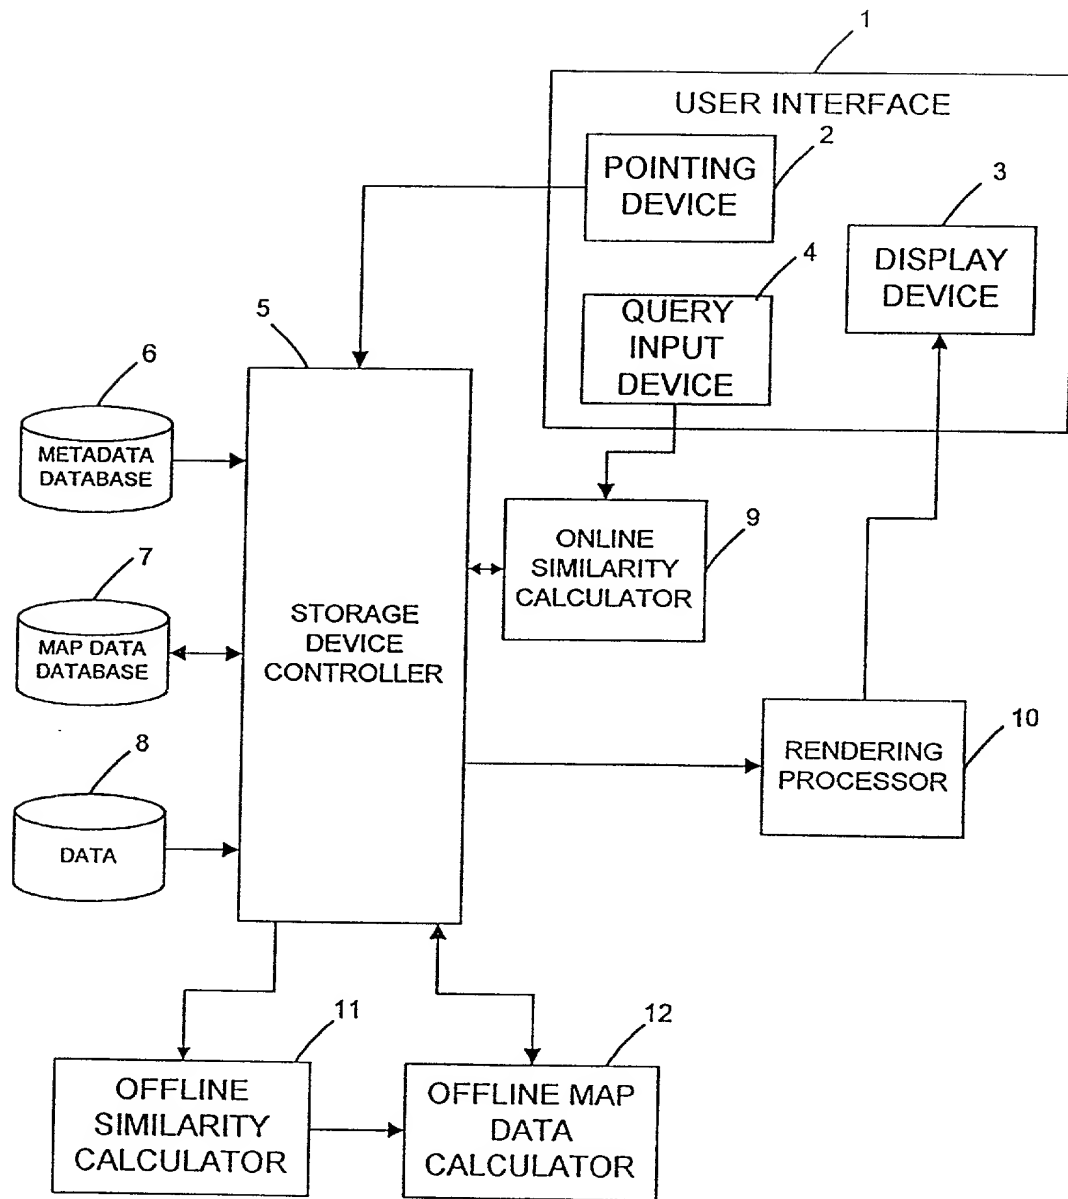 1
USER INTERFACE
2
POINTING
DEVICE
3
DISPLAY
DEVICE
4
QUERY
INPUT
DEVICE
5
STORAGE
DEVICE
CONTROLLER
6
METADATA
DATABASE
7
MAP DATA
DATABASE
8
DATA
9
ONLINE
SIMILARITY
CALCULATOR
10
RENDERING
PROCESSOR
11
OFFLINE
SIMILARITY
CALCULATOR
12
OFFLINE MAP
DATA
CALCULATOR